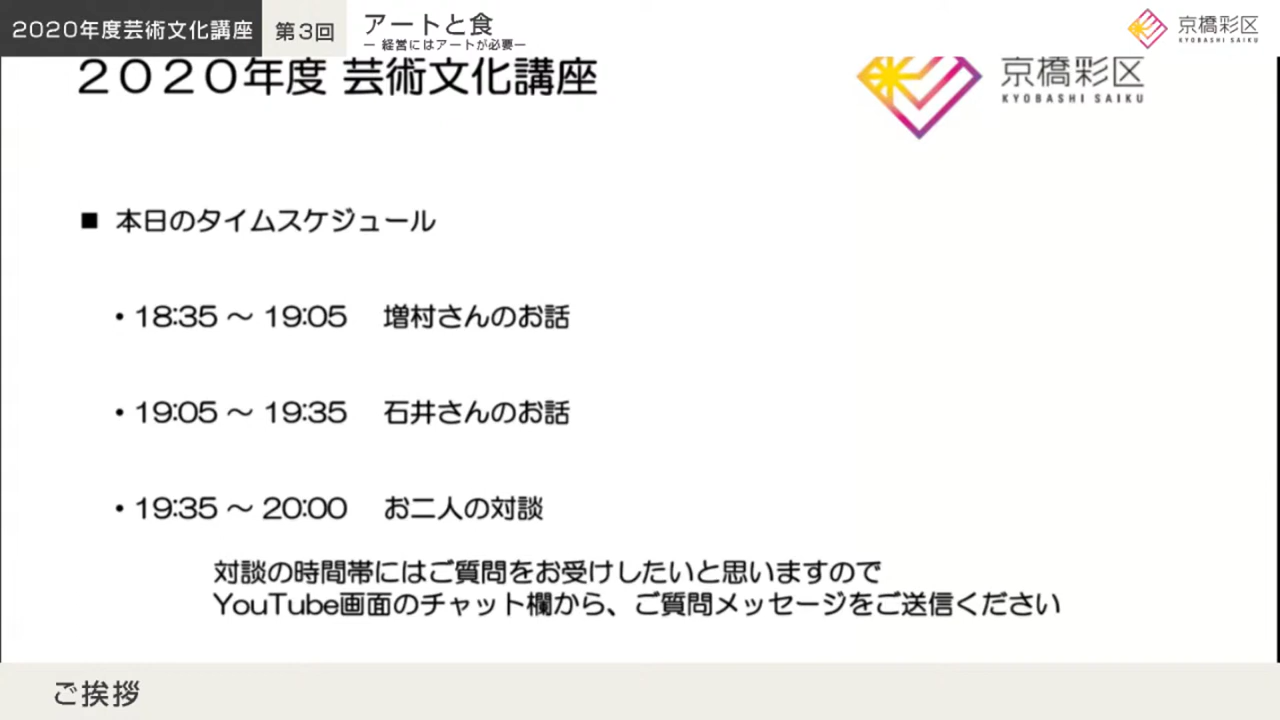 2020年度芸術文化講座 第3回 アートと食
ー 経営にはアートが必要ー
京橋彩区
KYOBASHI SAIKU
2020年度 芸術文化講座
京橋彩区
KYOBASHI SAIKU
■ 本日のタイムスケジュール
・18:35 ～ 19:05 増村さんのお話
・19:05 ～ 19:35 石井さんのお話
・19:35 ～ 20:00 お二人の対談
対談の時間帯にはご質問をお受けしたいと思いますので
YouTube画面のチャット欄から、ご質問メッセージをご送信ください
ご挨拶